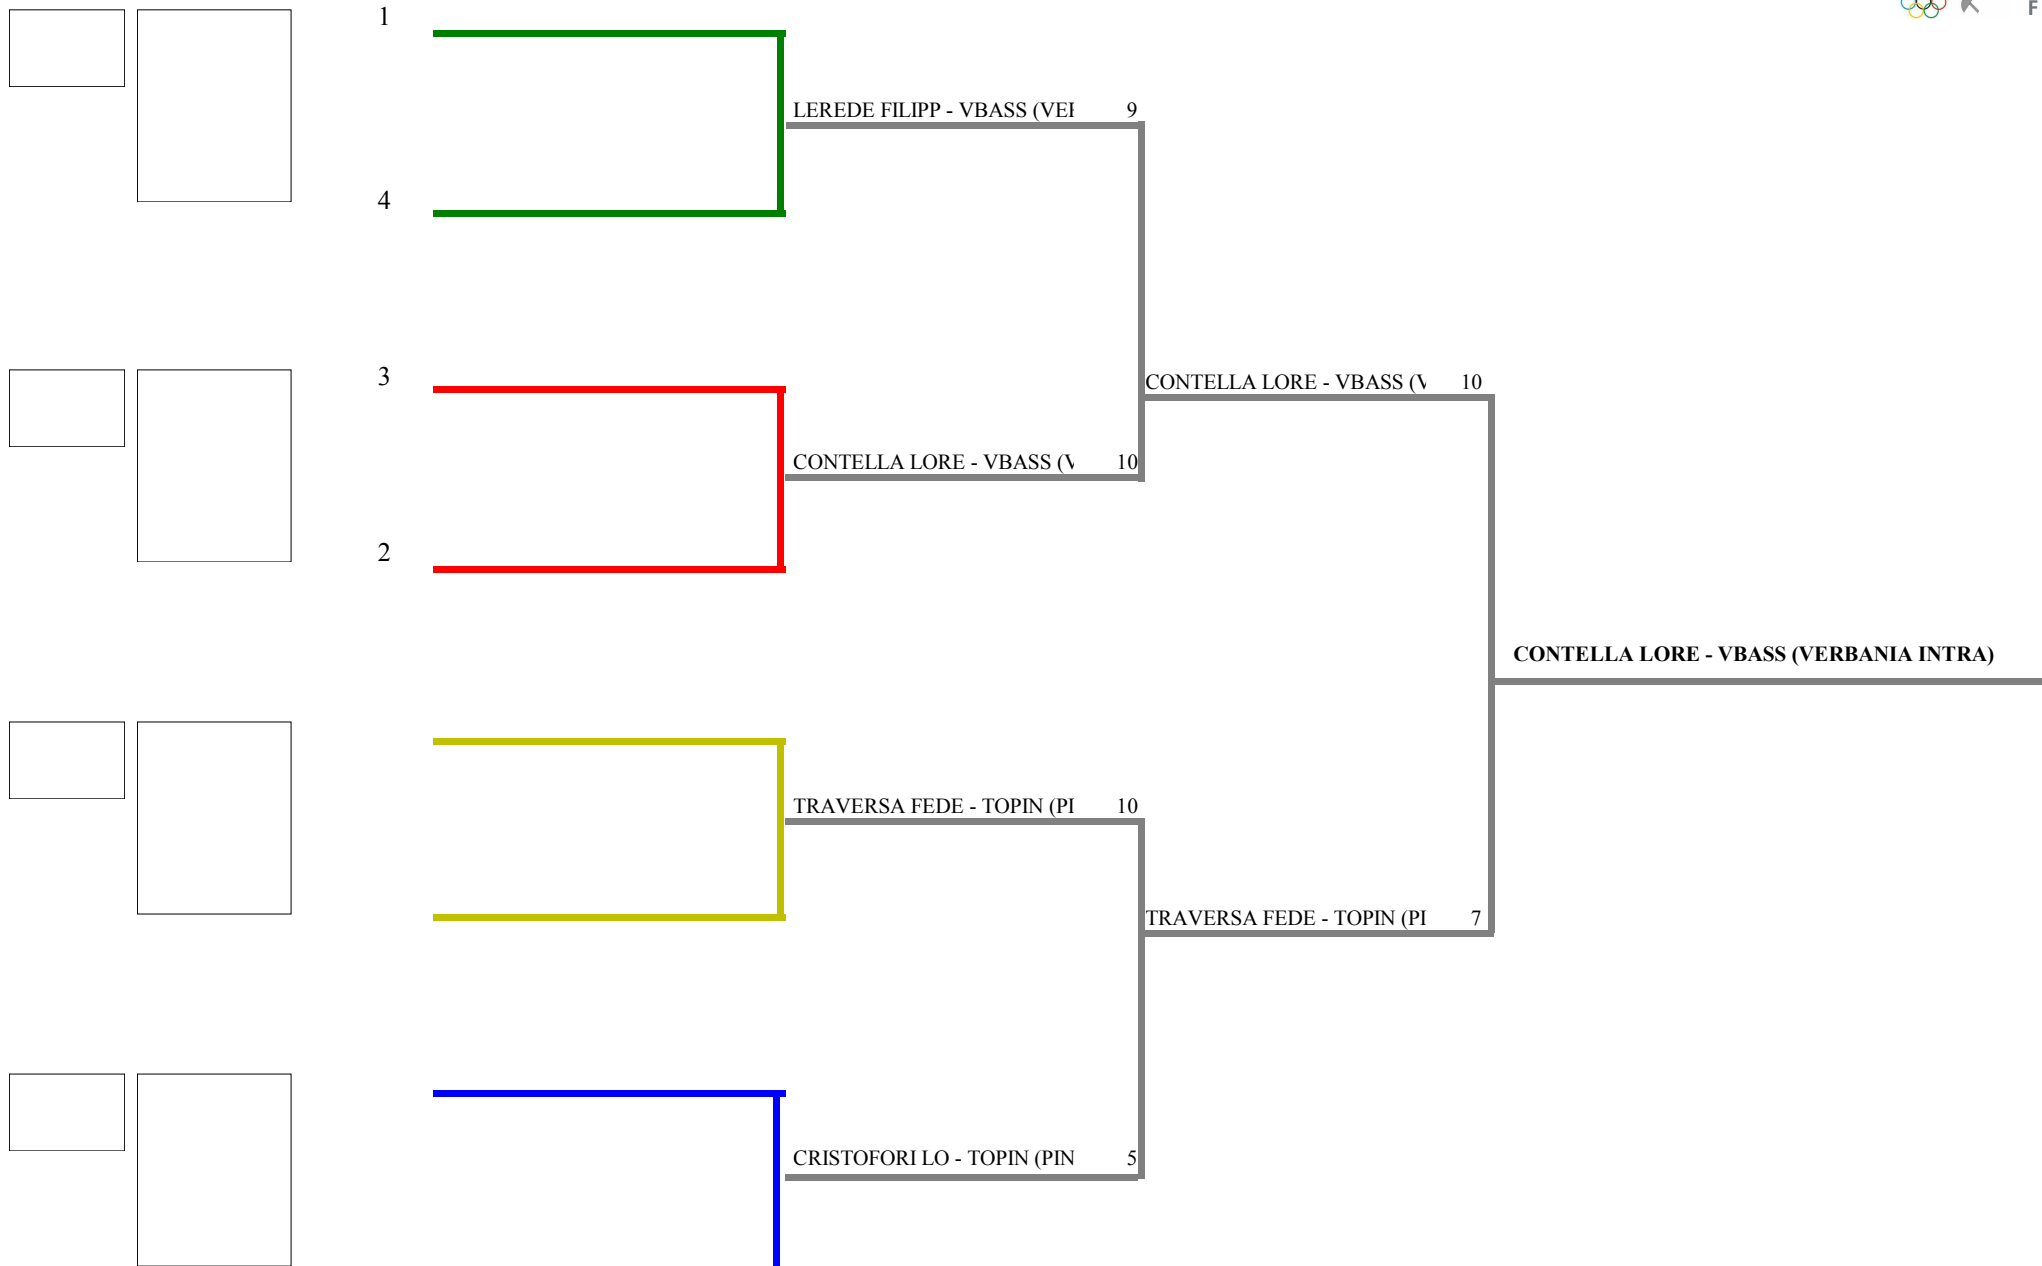 1
F
LEREDE FILIPP - VBASS (VEI 9
4
3
CONTELLA LORE - VBASS (V 10
CONTELLA LORE - VBASS (V 10
2
CONTELLA LORE - VBASS (VERBANIA INTRA)
TRAVERSA FEDE - TOPIN (PI 10
TRAVERSA FEDE - TOPIN (PI 7
CRISTOFORI LO - TOPIN (PIN 5